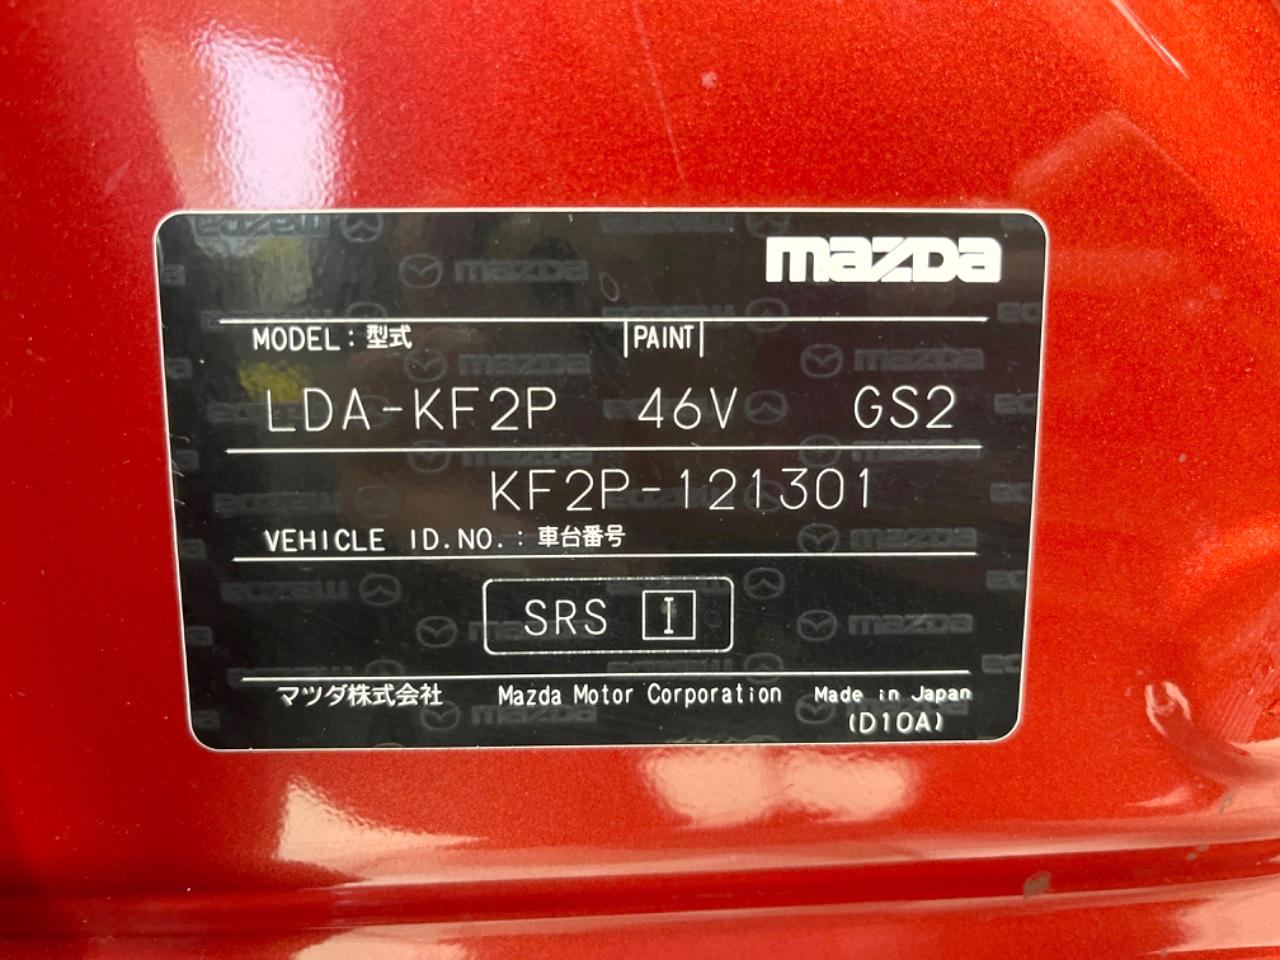 mazda
MODEL : 型式 PAINT
LDA-KF2P 46V GS2
KF2P-121301
VEHICLE ID.NO. : 車台番号
SRS I
マツダ株式会社 Mazda Motor Corporation Made in Japan
(D10A)